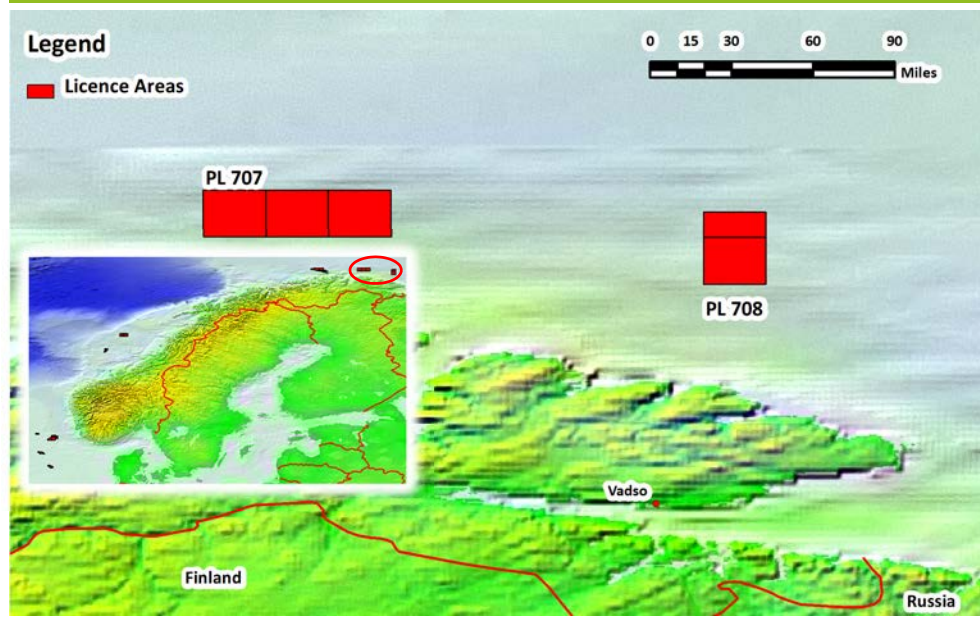 Legend
Licence Areas
0 15 30 60 90
Miles
PL 707
PL 708
Vadso
Finland
Russia